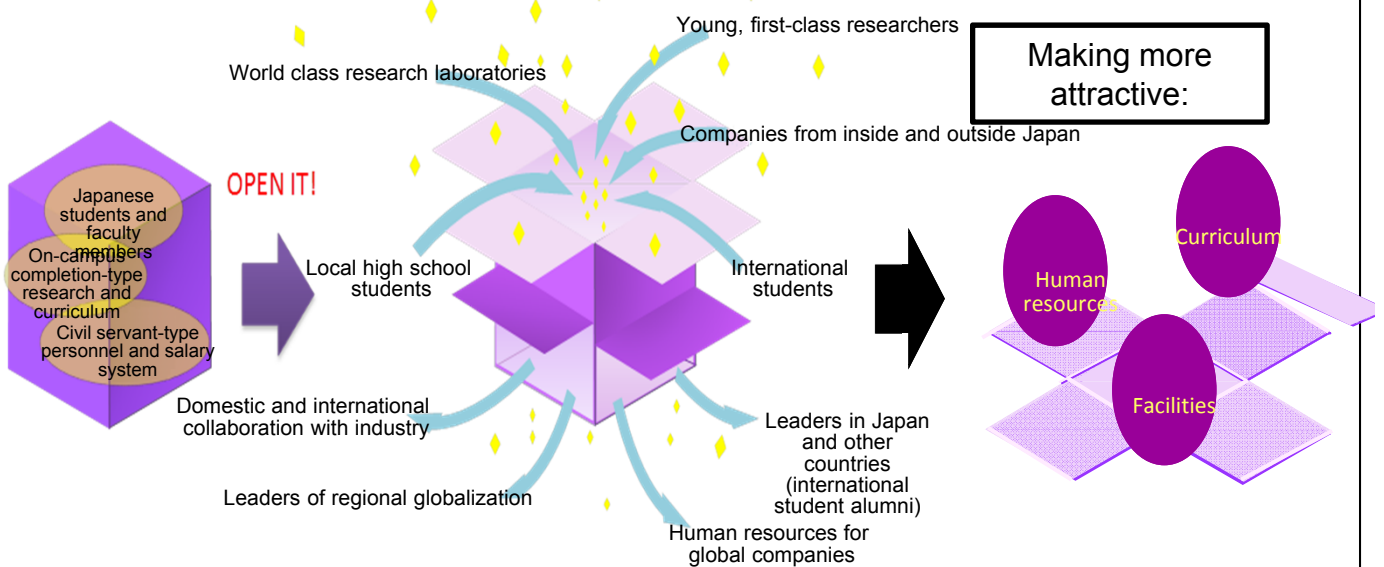 Young, first-class researchers
World class research laboratories
Making more
attractive:
Companies from inside and outside Japan
OPEN IT!
Japanese
students and
faculty
members
On-campus
completion-type
research and
curriculum
Civil servant-type
personnel and salary
system
Local high school
students
International
students
Curriculum
Human
resources
Facilities
Domestic and international
collaboration with industry
Leaders of regional globalization
Leaders in Japan
and other
countries
(international
student alumni)
Human resources for
global companies